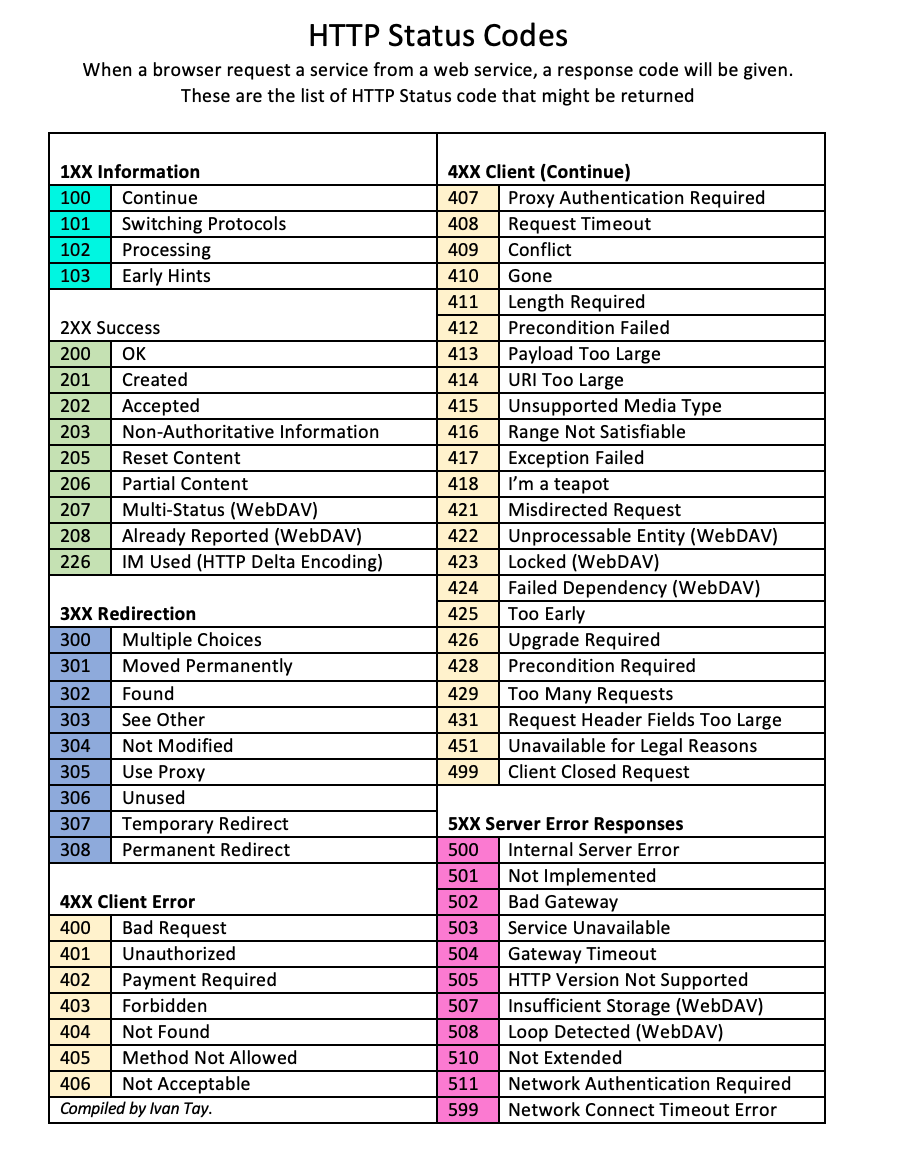 HTTP Status Codes
When a browser request a service from a web service, a response code will be given.
These are the list of HTTP Status code that might be returned
1XX Information
100 Continue
101 Switching Protocols
102 Processing
103 Early Hints
2XX Success
200 OK
201 Created
202 Accepted
203 Non-Authoritative Information
205 Reset Content
206 Partial Content
207 Multi-Status (WebDAV)
208 Already Reported (WebDAV)
226 IM Used (HTTP Delta Encoding)
3XX Redirection
300 Multiple Choices
301 Moved Permanently
302 Found
303 See Other
304 Not Modified
305 Use Proxy
306 Unused
307 Temporary Redirect
308 Permanent Redirect
4XX Client Error
400 Bad Request
401 Unauthorized
402 Payment Required
403 Forbidden
404 Not Found
405 Method Not Allowed
406 Not Acceptable
Compiled by Ivan Tay.
4XX Client (Continue)
407 Proxy Authentication Required
408 Request Timeout
409 Conflict
410 Gone
411 Length Required
412 Precondition Failed
413 Payload Too Large
414 URI Too Large
415 Unsupported Media Type
416 Range Not Satisfiable
417 Exception Failed
418 I’m a teapot
421 Misdirected Request
422 Unprocessable Entity (WebDAV)
423 Locked (WebDAV)
424 Failed Dependency (WebDAV)
425 Too Early
426 Upgrade Required
428 Precondition Required
429 Too Many Requests
431 Request Header Fields Too Large
451 Unavailable for Legal Reasons
499 Client Closed Request
5XX Server Error Responses
500 Internal Server Error
501 Not Implemented
502 Bad Gateway
503 Service Unavailable
504 Gateway Timeout
505 HTTP Version Not Supported
507 Insufficient Storage (WebDAV)
508 Loop Detected (WebDAV)
510 Not Extended
511 Network Authentication Required
599 Network Connect Timeout Error